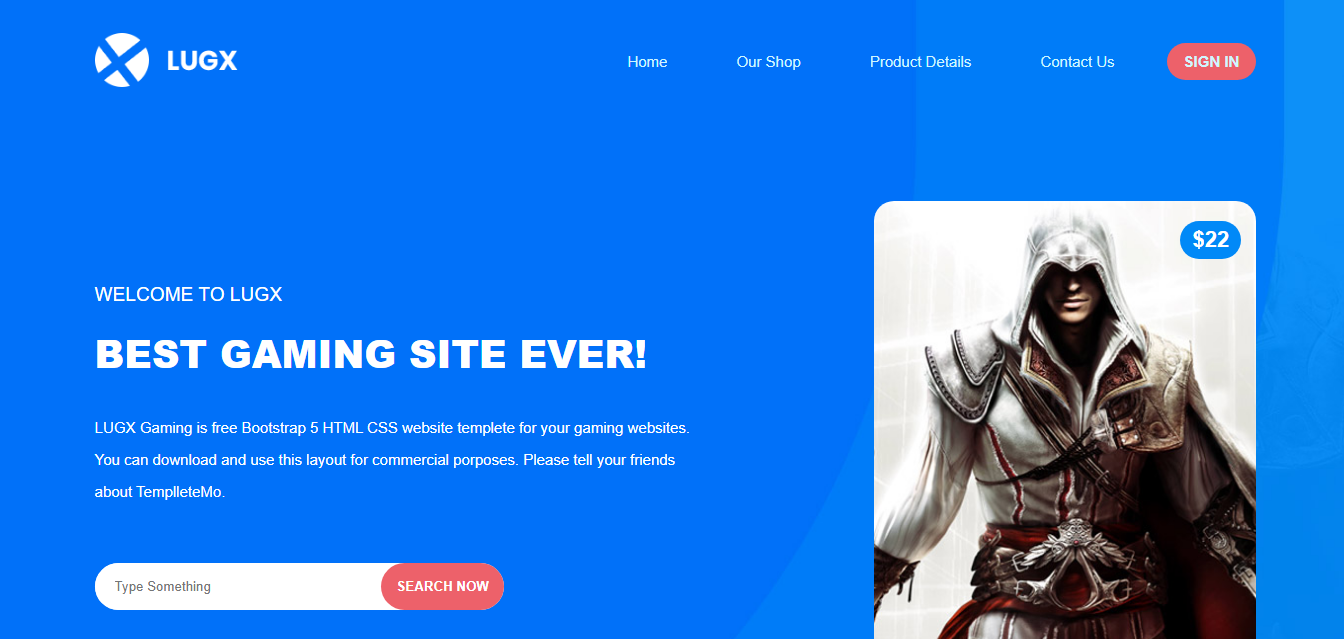 LUGX
Home
Our Shop
Product Details
Contact Us
SIGN IN
$22
WELCOME TO LUGX
BEST GAMING SITE EVER!
LUGX Gaming is free Bootstrap 5 HTML CSS website templete for your gaming websites.
You can download and use this layout for commercial porposes. Please tell your friends
about TemplleteMo.
Type Something
SEARCH NOW